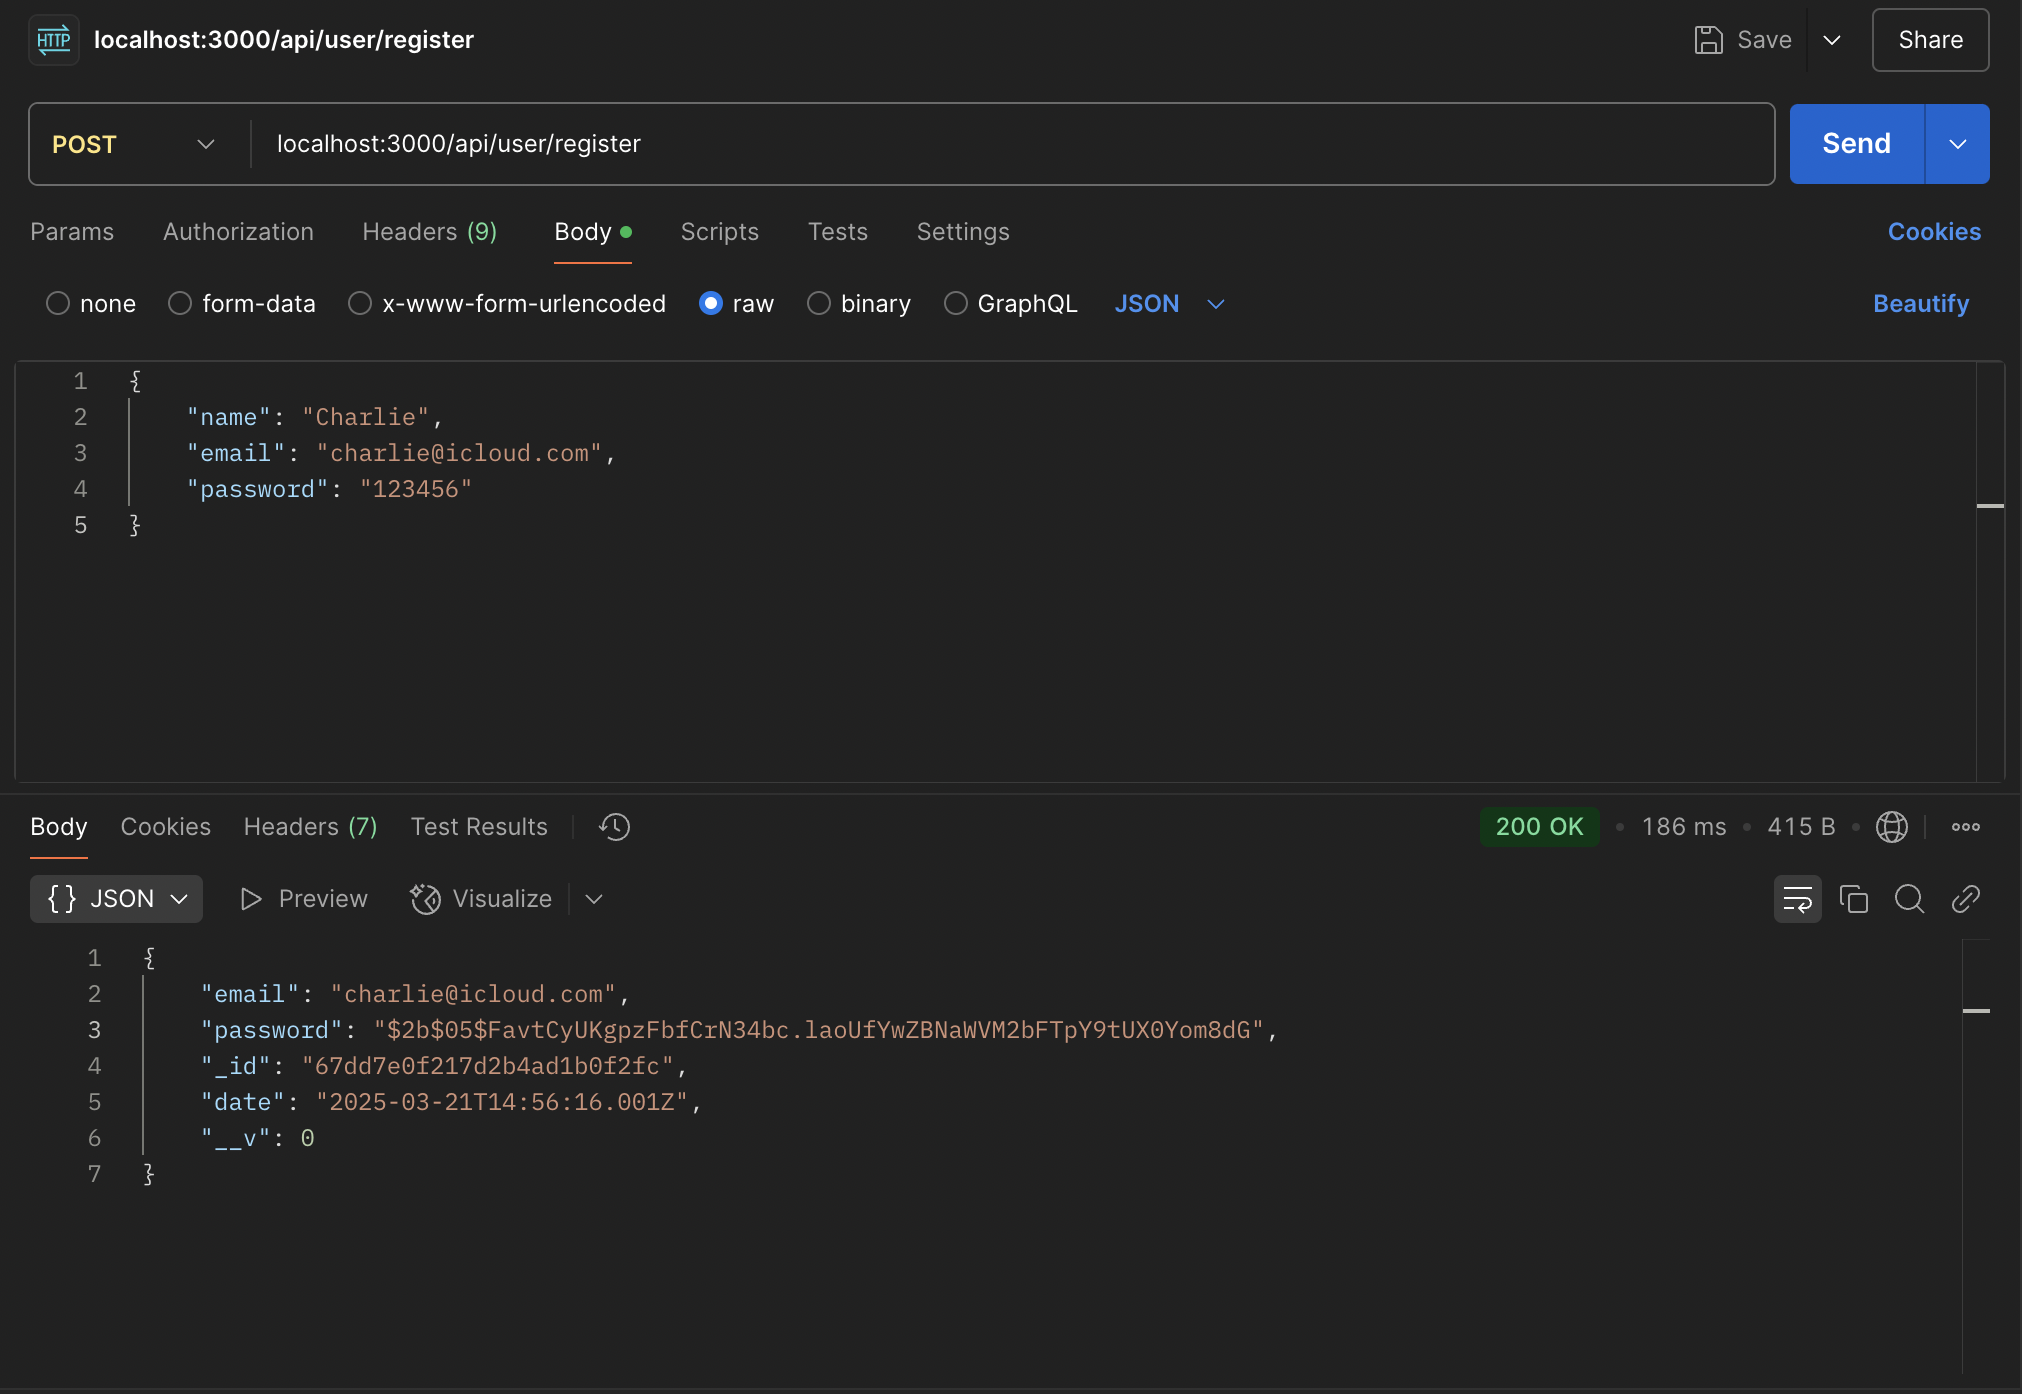 HTTP localhost:3000/api/user/register Save Share
POST localhost:3000/api/user/register Send
Params Authorization Headers (9) Body Scripts Tests Settings Cookies
none form-data x-www-form-urlencoded raw binary GraphQL JSON Beautify
1 {
2 "name": "Charlie",
3 "email": "charlie@icloud.com",
4 "password": "123456"
5 }
Body Cookies Headers (7) Test Results 200 OK 186 ms 415 B
{} JSON Preview Visualize
1 {
2 "email": "charlie@icloud.com",
3 "password": "$2b$05$FavtCyUKgpzFbfCrN34bc.laoUfYwZBNaWVM2bFTpY9tUX0Yom8dG",
4 "_id": "67dd7e0f217d2b4ad1b0f2fc",
5 "date": "2025-03-21T14:56:16.001Z",
6 "__v": 0
7 }